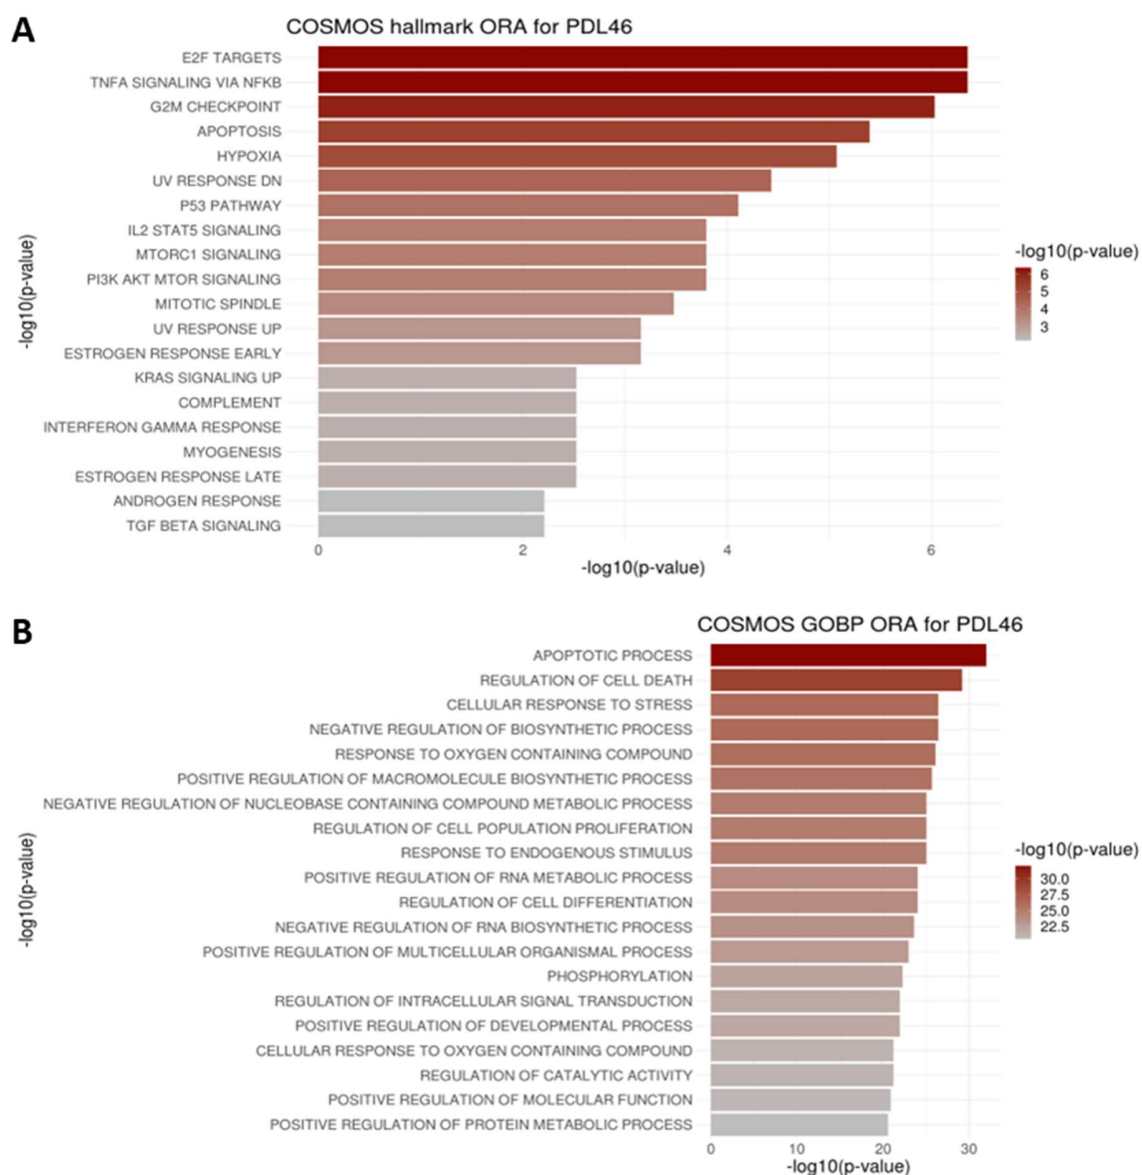 A
COSMOS hallmark ORA for PDL46
-log10(p-value)
E2F TARGETS
TNFA SIGNALING VIA NFKB
G2M CHECKPOINT
APOPTOSIS
HYPOXIA
UV RESPONSE DN
P53 PATHWAY
IL2 STAT5 SIGNALING
MTORC1 SIGNALING
PI3K AKT MTOR SIGNALING
MITOTIC SPINDLE
UV RESPONSE UP
ESTROGEN RESPONSE EARLY
KRAS SIGNALING UP
COMPLEMENT
INTERFERON GAMMA RESPONSE
MYOGENESIS
ESTROGEN RESPONSE LATE
ANDROGEN RESPONSE
TGF BETA SIGNALING
0 2 4 6
-log10(p-value)
-log10(p-value)
6
5
4
3
B
COSMOS GOBP ORA for PDL46
-log10(p-value)
APOPTOTIC PROCESS
REGULATION OF CELL DEATH
CELLULAR RESPONSE TO STRESS
NEGATIVE REGULATION OF BIOSYNTHETIC PROCESS
RESPONSE TO OXYGEN CONTAINING COMPOUND
POSITIVE REGULATION OF MACROMOLECULE BIOSYNTHETIC PROCESS
NEGATIVE REGULATION OF NUCLEOBASE CONTAINING COMPOUND METABOLIC PROCESS
REGULATION OF CELL POPULATION PROLIFERATION
RESPONSE TO ENDOGENOUS STIMULUS
POSITIVE REGULATION OF RNA METABOLIC PROCESS
REGULATION OF CELL DIFFERENTIATION
NEGATIVE REGULATION OF RNA BIOSYNTHETIC PROCESS
POSITIVE REGULATION OF MULTICELLULAR ORGANISMAL PROCESS
PHOSPHORYLATION
REGULATION OF INTRACELLULAR SIGNAL TRANSDUCTION
POSITIVE REGULATION OF DEVELOPMENTAL PROCESS
CELLULAR RESPONSE TO OXYGEN CONTAINING COMPOUND
REGULATION OF CATALYTIC ACTIVITY
POSITIVE REGULATION OF MOLECULAR FUNCTION
POSITIVE REGULATION OF PROTEIN METABOLIC PROCESS
0 10 20 30
-log10(p-value)
-log10(p-value)
30.0
27.5
25.0
22.5